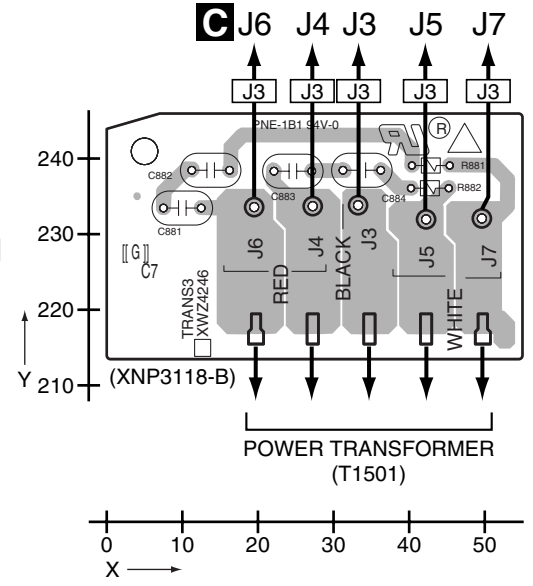 C J6 J4 J3 J5 J7
J3 J3 J3 J3 J3
PNE-1B1 94V-0
R
C882
C883
C884
R881
R882
C881
240
230
220
210
Y
[[G]]
C7
J6
J4
J3
J5
J7
RED
BLACK
WHITE
TRANS3
XWZ4246
(XNP3118-B)
POWER TRANSFORMER
(T1501)
0 10 20 30 40 50
X